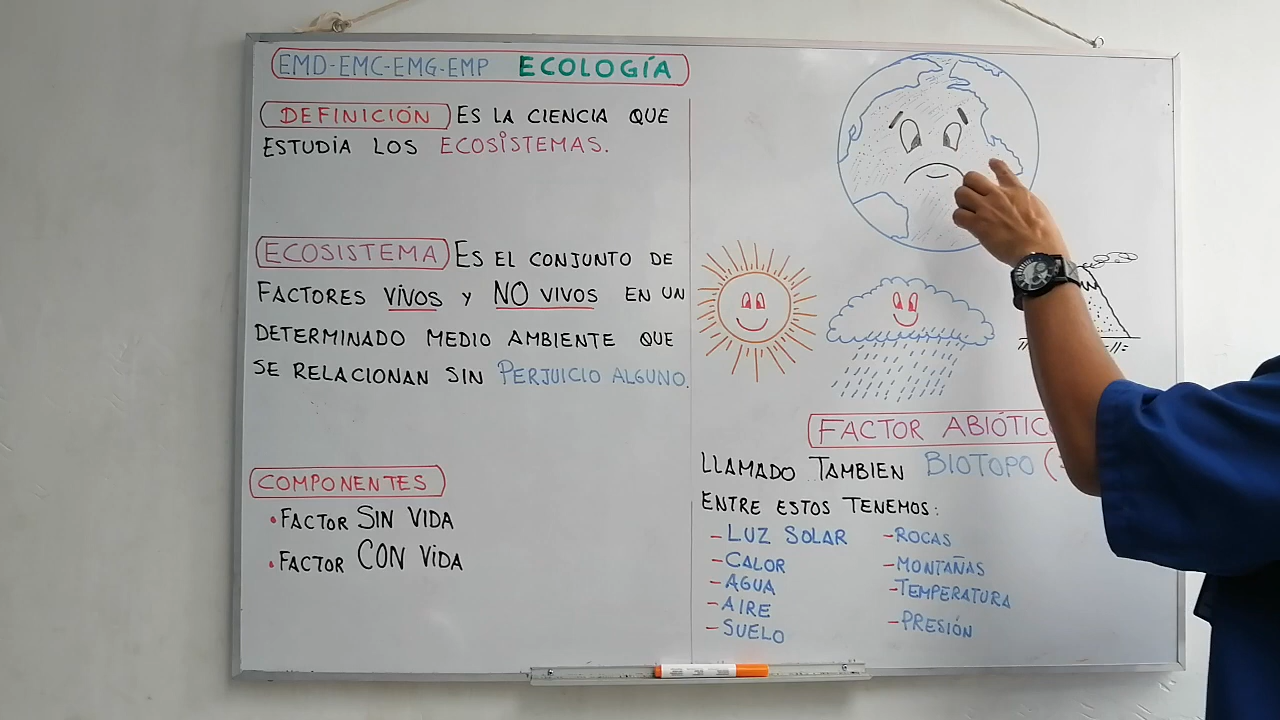 EMD-EMC-EMG-EMP ECOLOGÍA
DEFINICIÓN ES LA CIENCIA QUE
ESTUDIA LOS ECOSISTEMAS.
ECOSISTEMA ES EL CONJUNTO DE
FACTORES VIVOS Y NO VIVOS EN UN
DETERMINADO MEDIO AMBIENTE QUE
SE RELACIONAN SIN PERJUICIO ALGUNO.
COMPONENTES
• FACTOR SIN VIDA
• FACTOR CON VIDA
FACTOR ABIÓTIC
LLAMADO TAMBIEN BIOTOPO (
ENTRE ESTOS TENEMOS:
- LUZ SOLAR
- CALOR
- AGUA
- AIRE
- SUELO
- ROCAS
- MONTAÑAS
- TEMPERATURA
- PRESIÓN